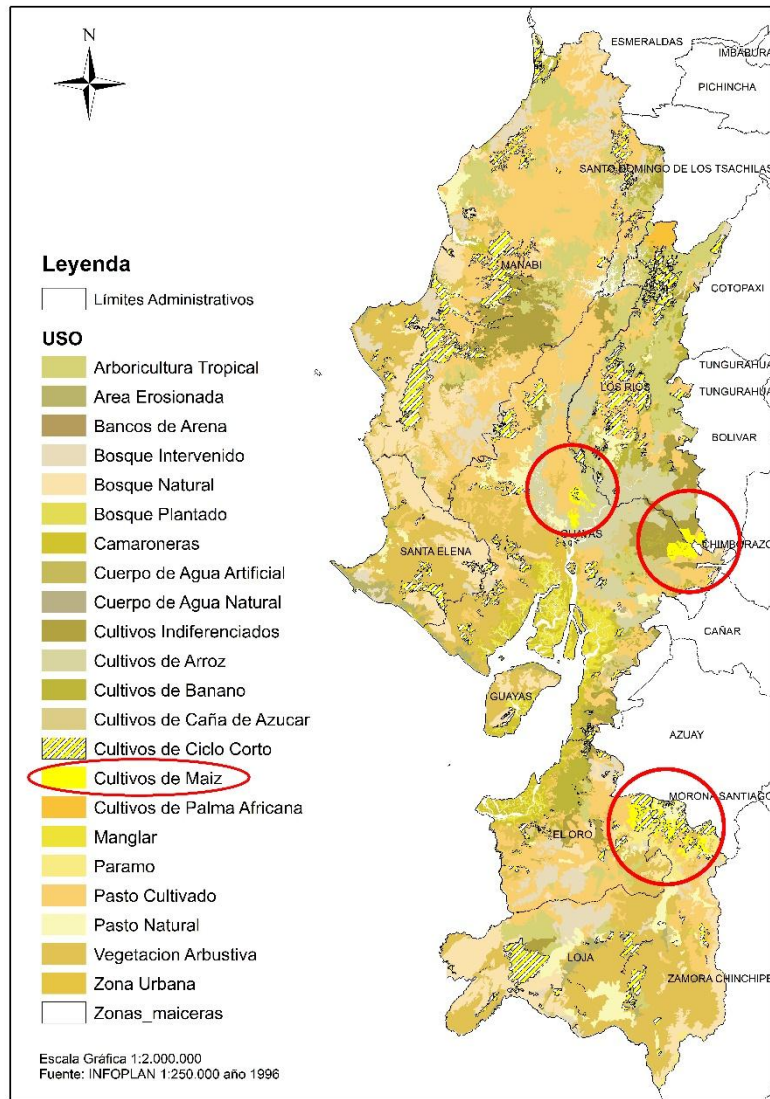 N
ESMERALDAS
IMBABURA
PICHINCHA
SANTO DOMINGO DE LOS TSACHILAS
MANABI
COTOPAXI
TUNGURAHUA
LOS RIOS
TUNGURAHUA
BOLIVAR
GUAYAS
CHIMBORAZO
SANTA ELENA
CAÑAR
GUAYAS
AZUAY
MORONA SANTIAGO
EL ORO
LOJA
ZAMORA CHINCHIPE
Leyenda
Límites Administrativos
USO
Arboricultura Tropical
Area Erosionada
Bancos de Arena
Bosque Intervenido
Bosque Natural
Bosque Plantado
Camaroneras
Cuerpo de Agua Artificial
Cuerpo de Agua Natural
Cultivos Indiferenciados
Cultivos de Arroz
Cultivos de Banano
Cultivos de Caña de Azucar
Cultivos de Ciclo Corto
Cultivos de Maiz
Cultivos de Palma Africana
Manglar
Paramo
Pasto Cultivado
Pasto Natural
Vegetacion Arbustiva
Zona Urbana
Zonas_maiceras
Escala Gráfica 1:2.000.000
Fuente: INFOPLAN 1:250.000 año 1996